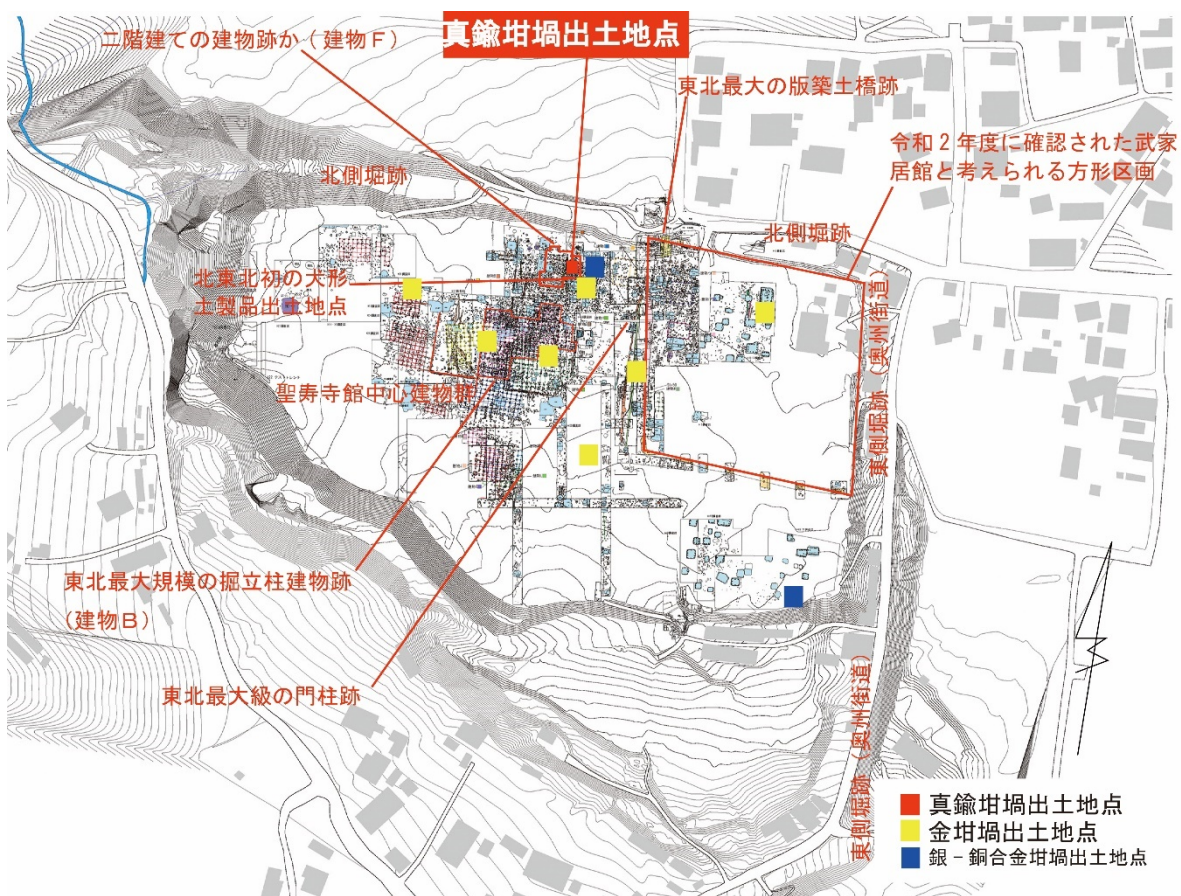 二階建ての建物跡か（建物Ｆ）
真鍮坩堝出土地点
東北最大の版築土橋跡
令和２年度に確認された武家
居館と考えられる方形区画
北側堀跡
北側堀跡
北東北初の犬形
土製品出土地点
聖寿寺館中心建物群
東側堀跡（奥州街道）
東北最大規模の掘立柱建物跡
（建物Ｂ）
東北最大級の門柱跡
東側堀跡（奥州街道）
真鍮坩堝出土地点
金坩堝出土地点
銀－銅合金坩堝出土地点